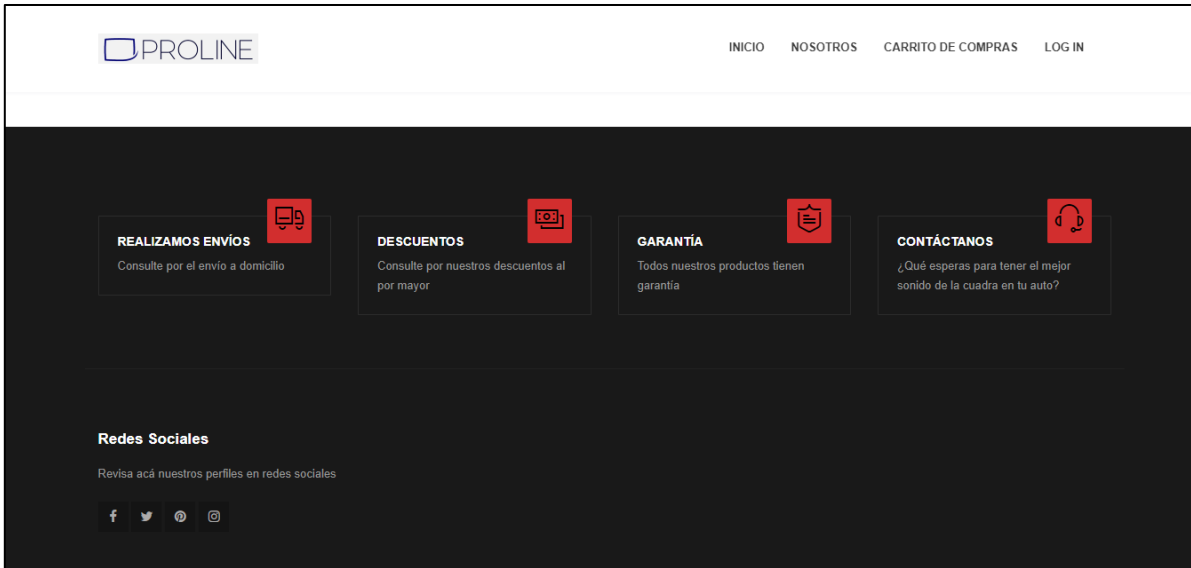 PROLINE
INICIO NOSOTROS CARRITO DE COMPRAS LOG IN
REALIZAMOS ENVÍOS
Consulte por el envío a domicilio
DESCUENTOS
Consulte por nuestros descuentos al
por mayor
GARANTÍA
Todos nuestros productos tienen
garantía
CONTÁCTANOS
¿Qué esperas para tener el mejor
sonido de la cuadra en tu auto?
Redes Sociales
Revisa acá nuestros perfiles en redes sociales